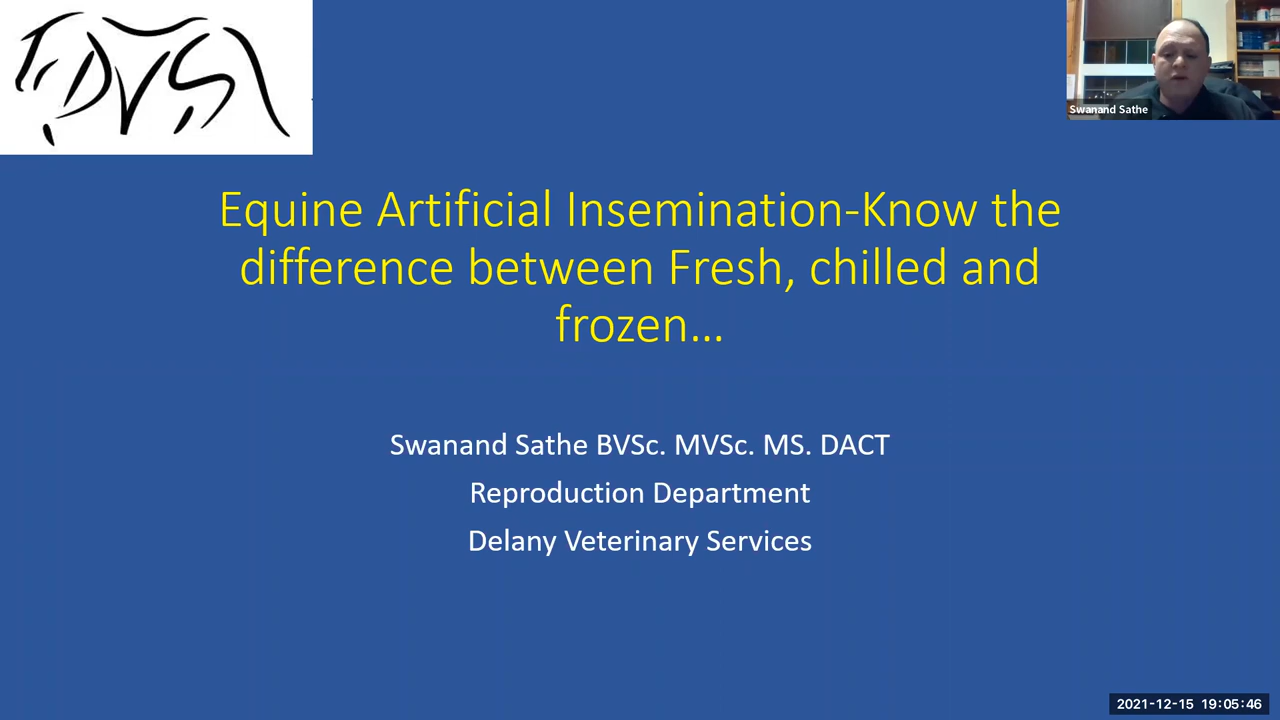 DVS
Swanand Sathe
Equine Artificial Insemination-Know the
difference between Fresh, chilled and
frozen...
Swanand Sathe BVSc. MVSc. MS. DACT
Reproduction Department
Delany Veterinary Services
2021-12-15 19:05:46